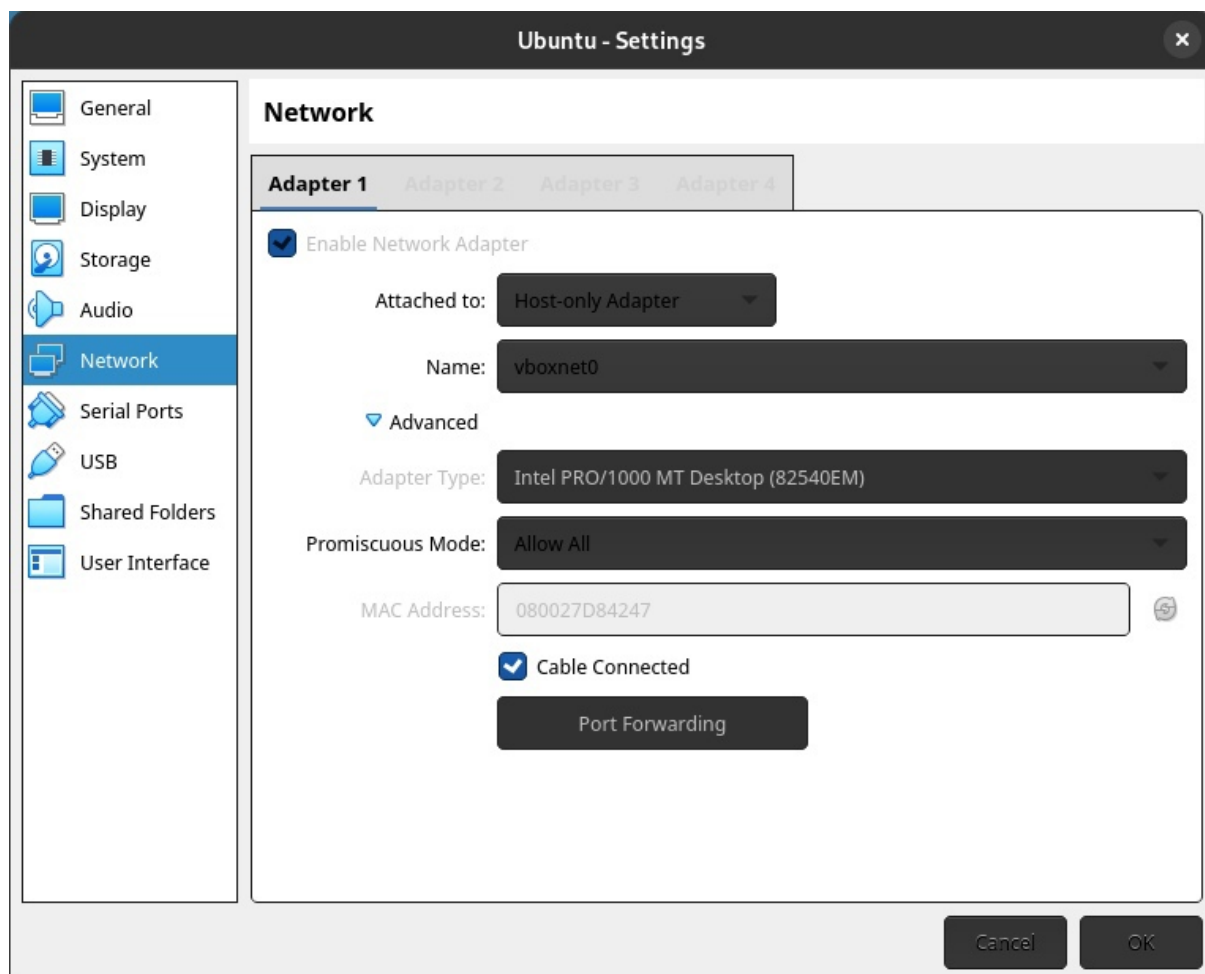 Ubuntu - Settings
General
System
Display
Storage
Audio
Network
Serial Ports
USB
Shared Folders
User Interface
Network
Adapter 1 Adapter 2 Adapter 3 Adapter 4
Enable Network Adapter
Attached to: Host-only Adapter
Name: vboxnet0
Advanced
Adapter Type: Intel PRO/1000 MT Desktop (82540EM)
Promiscuous Mode: Allow All
MAC Address: 080027D84247
Cable Connected
Port Forwarding
Cancel OK